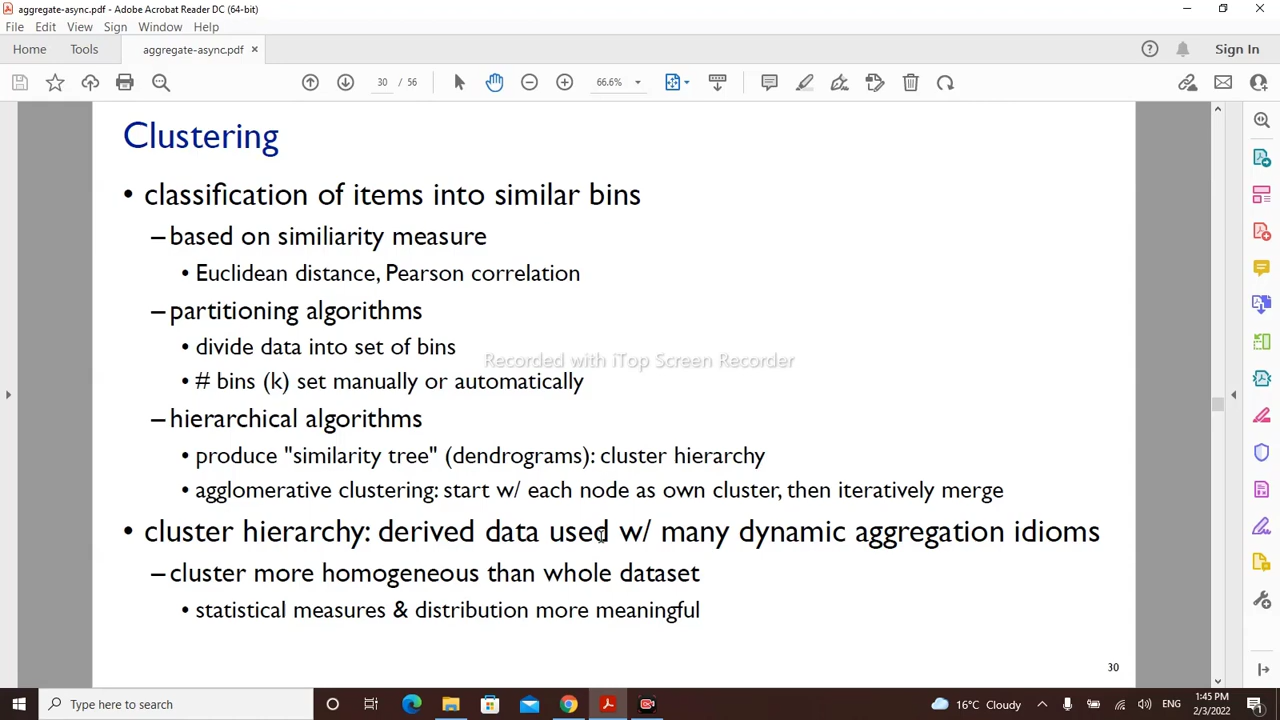 aggregate-async.pdf - Adobe Acrobat Reader DC (64-bit)
File Edit View Sign Window Help
Home Tools aggregate-async.pdf × Sign In
30 / 56 66.6%
Clustering
• classification of items into similar bins
– based on similiarity measure
• Euclidean distance, Pearson correlation
– partitioning algorithms
• divide data into set of bins
Recorded with iTop Screen Recorder
• # bins (k) set manually or automatically
– hierarchical algorithms
• produce "similarity tree" (dendrograms): cluster hierarchy
• agglomerative clustering: start w/ each node as own cluster, then iteratively merge
• cluster hierarchy: derived data used w/ many dynamic aggregation idioms
– cluster more homogeneous than whole dataset
• statistical measures & distribution more meaningful
30
Type here to search
16°C Cloudy
ENG
1:45 PM
2/3/2022